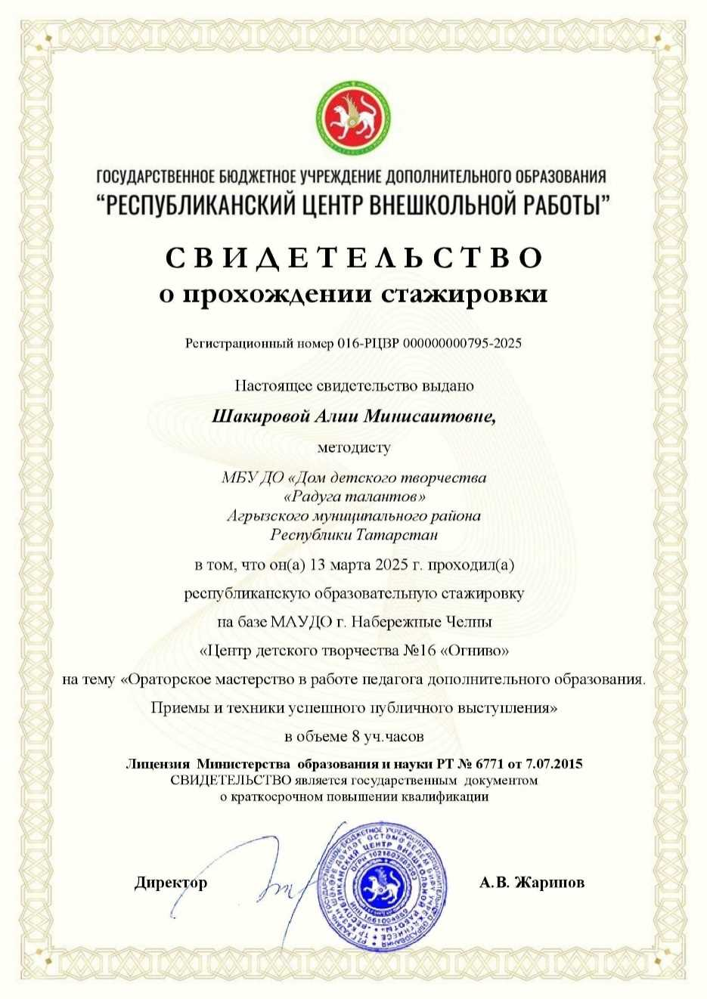 ГОСУДАРСТВЕННОЕ БЮДЖЕТНОЕ УЧРЕЖДЕНИЕ ДОПОЛНИТЕЛЬНОГО ОБРАЗОВАНИЯ
“РЕСПУБЛИКАНСКИЙ ЦЕНТР ВНЕШКОЛЬНОЙ РАБОТЫ”
СВИДЕТЕЛЬСТВО
о прохождении стажировки
Регистрационный номер 016-РЦВР 000000000795-2025
Настоящее свидетельство выдано
Шакировой Алии Минисаитовне,
методисту
МБУ ДО «Дом детского творчества
«Радуга талантов»
Агрызского муниципального района
Республики Татарстан
в том, что он(а) 13 марта 2025 г. проходил(а)
республиканскую образовательную стажировку
на базе МАУДО г. Набережные Челны
«Центр детского творчества №16 «Огниво»
на тему «Ораторское мастерство в работе педагога дополнительного образования.
Приемы и техники успешного публичного выступления»
в объеме 8 уч.часов
Лицензия Министерства образования и науки РТ № 6771 от 7.07.2015
СВИДЕТЕЛЬСТВО является государственным документом
о краткосрочном повышении квалификации
Директор
А.В. Жарипов